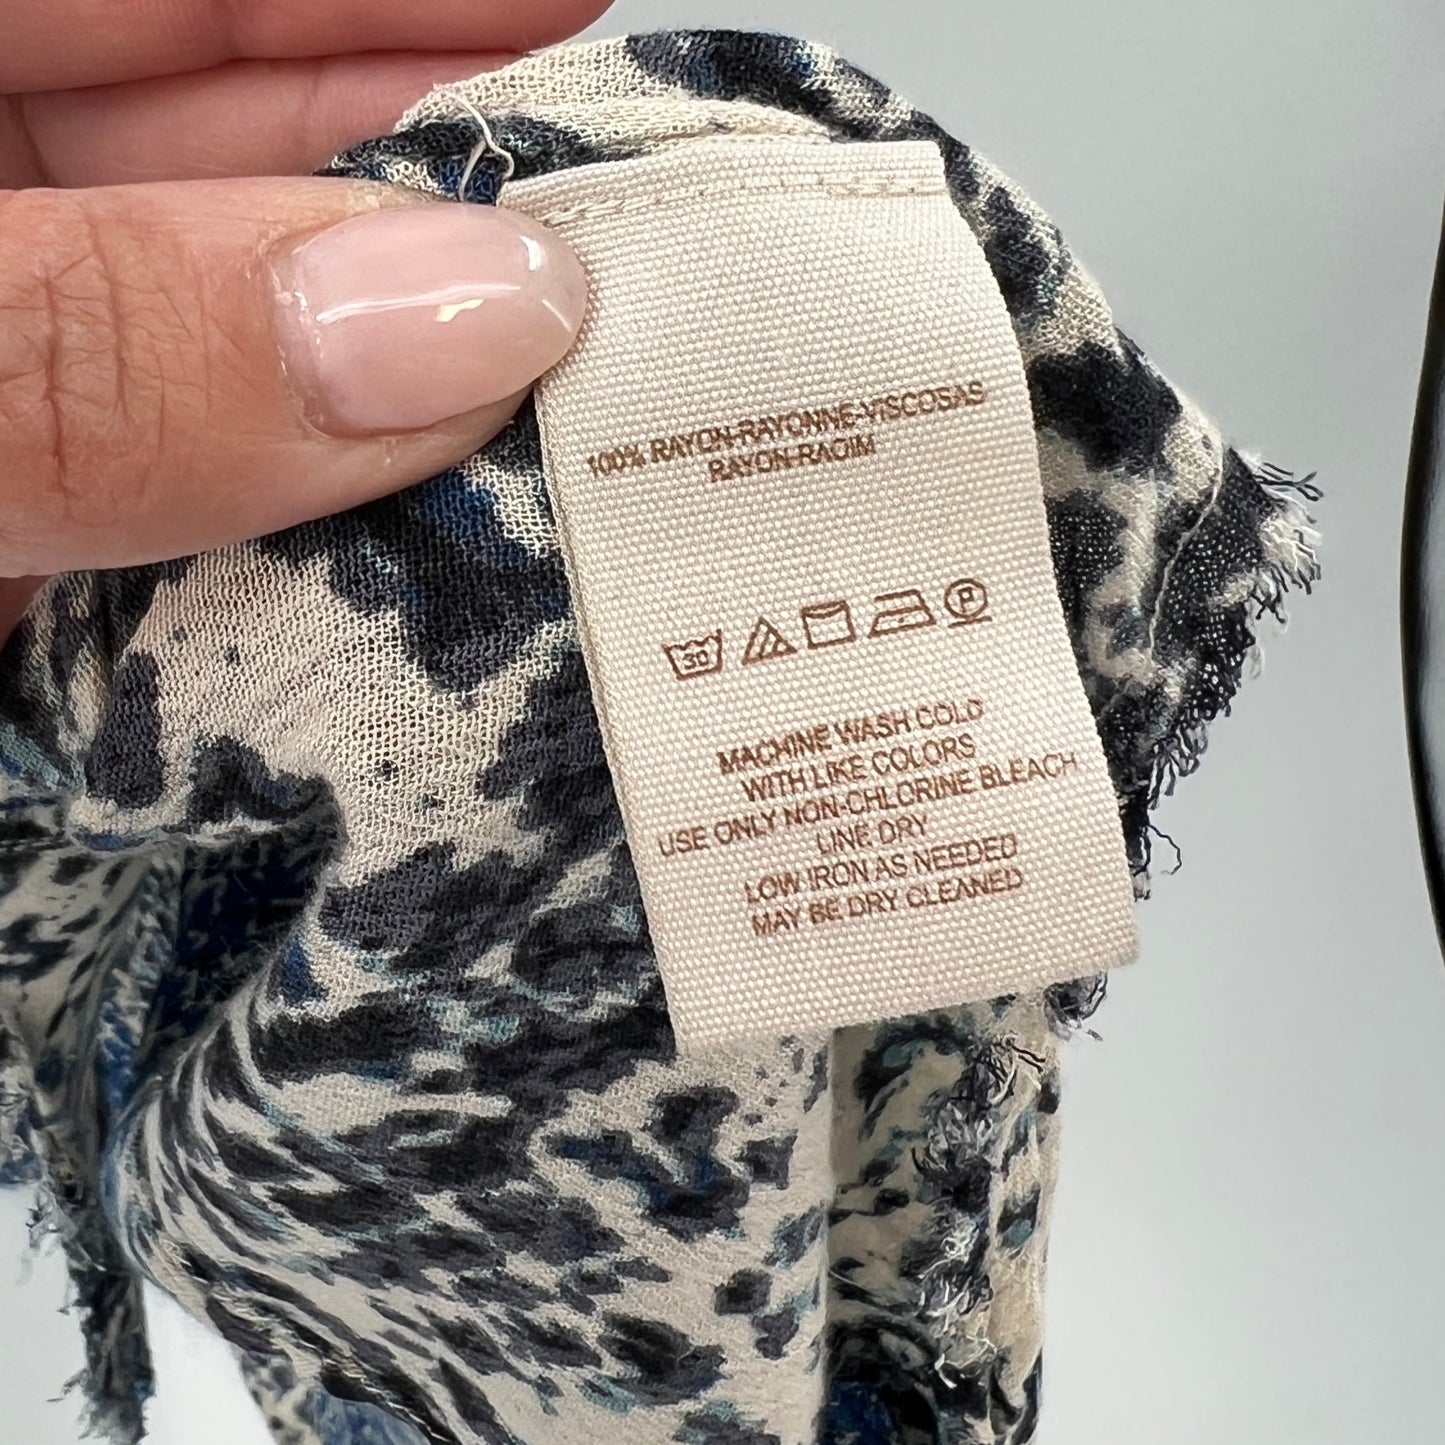 100% RAYON-RAYONNE-VISCOSAS
RAYON-RAOIM
30 P
MACHINE WASH COLD
WITH LIKE COLORS
USE ONLY NON-CHLORINE BLEACH
LINE DRY
LOW IRON AS NEEDED
MAY BE DRY CLEANED